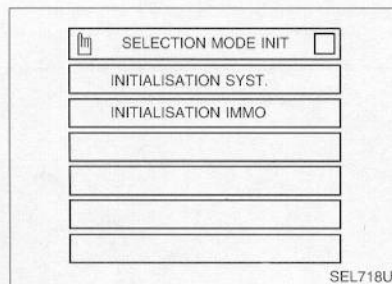 SELECTION MODE INIT
INITIALISATION SYST.
INITIALISATION IMMO
SEL718U